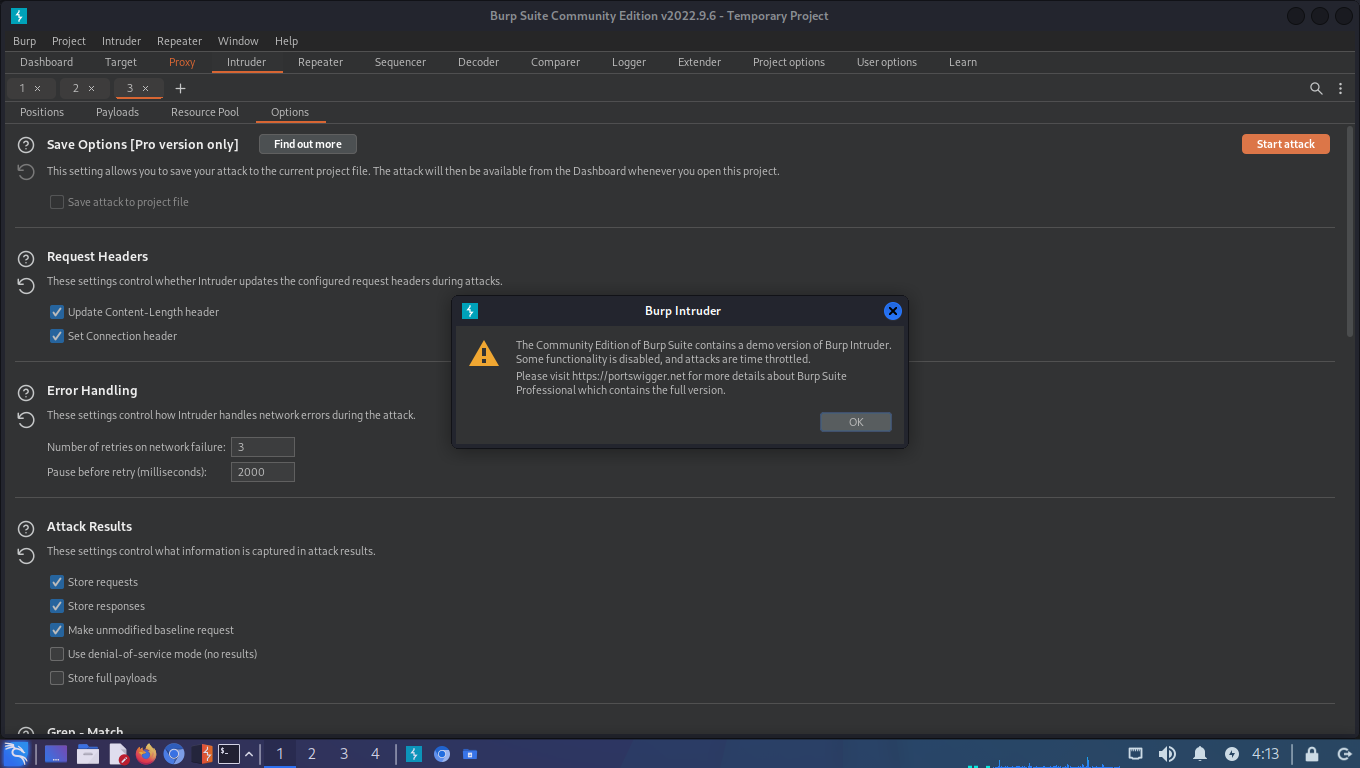 Burp Suite Community Edition v2022.9.6 - Temporary Project
Burp Project Intruder Repeater Window Help
Dashboard Target Proxy Intruder Repeater Sequencer Decoder Comparer Logger Extender Project options User options Learn
1 × 2 × 3 × +
Positions Payloads Resource Pool Options
Save Options [Pro version only] Find out more Start attack
This setting allows you to save your attack to the current project file. The attack will then be available from the Dashboard whenever you open this project.
Save attack to project file
Request Headers
These settings control whether Intruder updates the configured request headers during attacks.
Update Content-Length header
Set Connection header
Burp Intruder
The Community Edition of Burp Suite contains a demo version of Burp Intruder.
Some functionality is disabled, and attacks are time throttled.
Please visit https://portswigger.net for more details about Burp Suite
Professional which contains the full version.
OK
Error Handling
These settings control how Intruder handles network errors during the attack.
Number of retries on network failure: 3
Pause before retry (milliseconds): 2000
Attack Results
These settings control what information is captured in attack results.
Store requests
Store responses
Make unmodified baseline request
Use denial-of-service mode (no results)
Store full payloads
Grep - Match
1 2 3 4 4:13